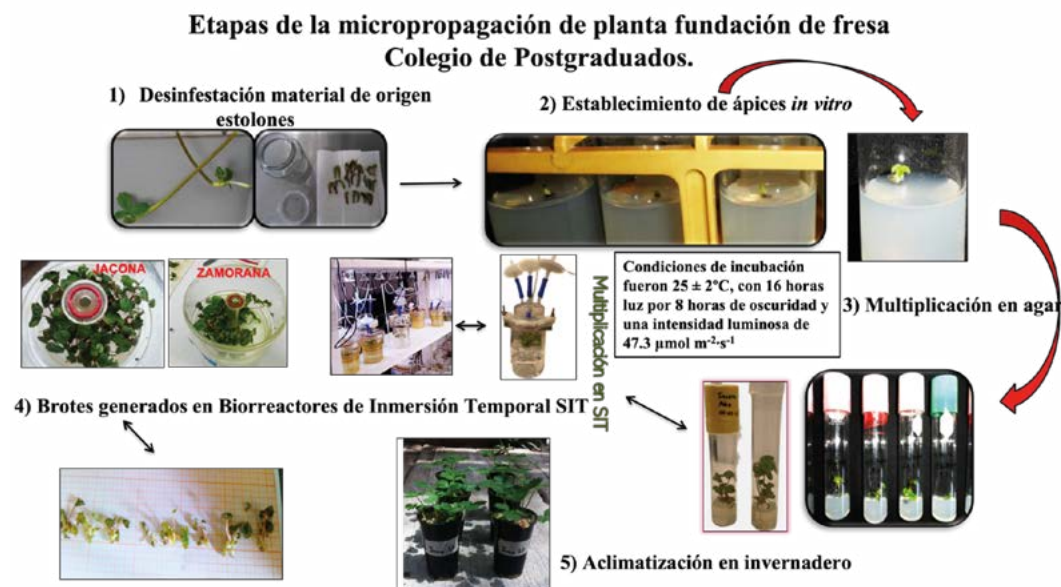 Etapas de la micropropagación de planta fundación de fresa
Colegio de Postgraduados.
1) Desinfestación material de origen
estolones
2) Establecimiento de ápices in vitro
JACONA
ZAMORANA
Multiplicación en SIT
Condiciones de incubación
fueron 25 ± 2°C, con 16 horas
luz por 8 horas de oscuridad y
una intensidad luminosa de
47.3 µmol m⁻²·s⁻¹
3) Multiplicación en agar
4) Brotes generados en Biorreactores de Inmersión Temporal SIT
5) Aclimatización en invernadero